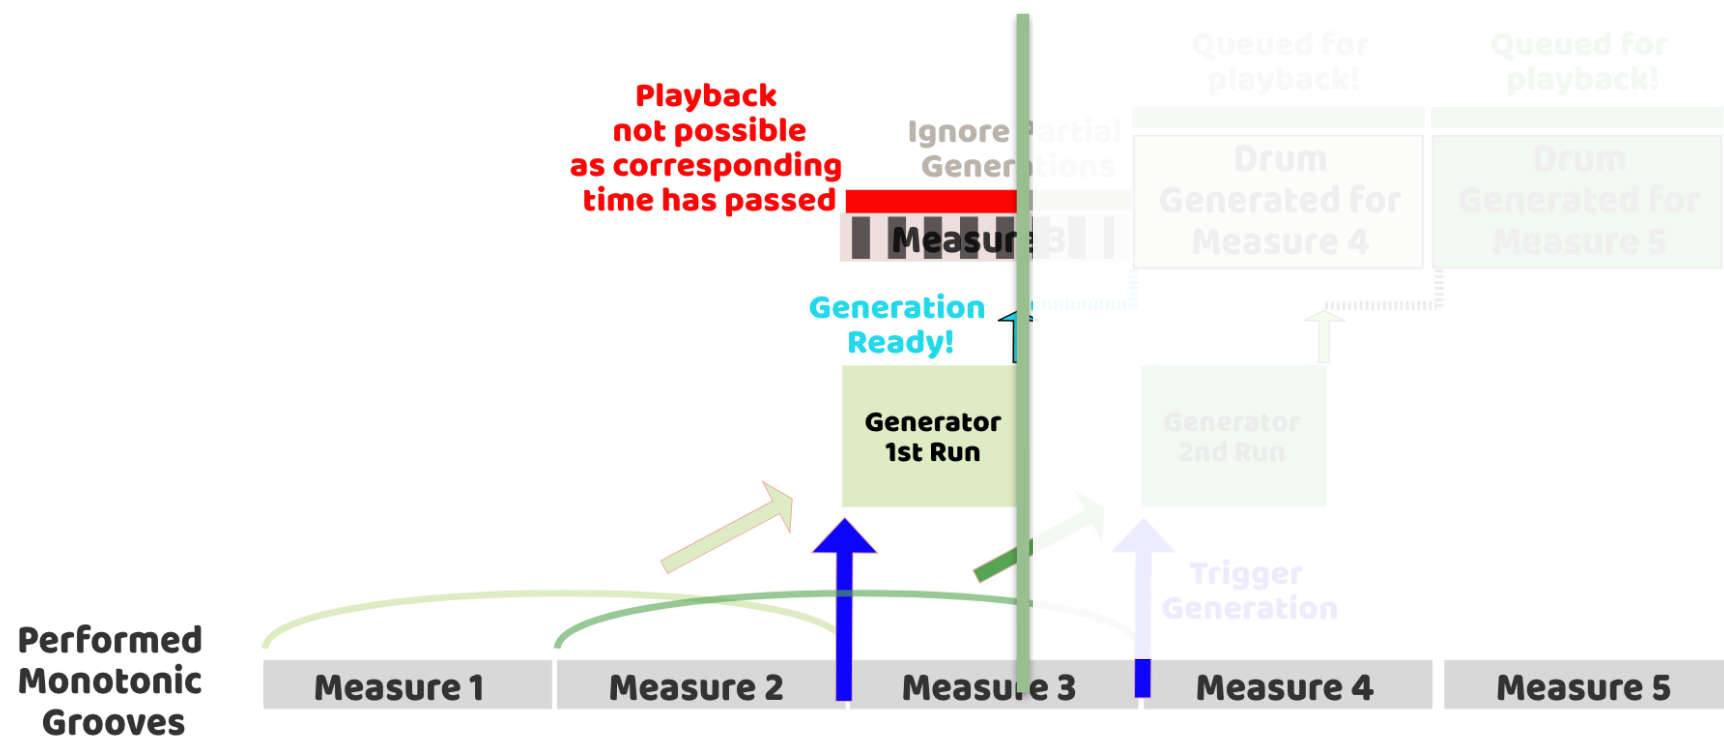 Queued for
playback!
Queued for
playback!
Playback
not possible
as corresponding
time has passed
Ignore Partial
Generations
Drum
Generated for
Measure 4
Drum
Generated for
Measure 5
Measure 3
Generation
Ready!
Generator
1st Run
Generator
2nd Run
Trigger
Generation
Performed
Monotonic
Grooves
Measure 1
Measure 2
Measure 3
Measure 4
Measure 5